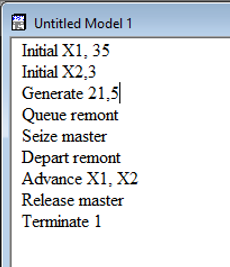 Untitled Model 1
Initial X1, 35
Initial X2,3
Generate 21,5
Queue remont
Seize master
Depart remont
Advance X1, X2
Release master
Terminate 1